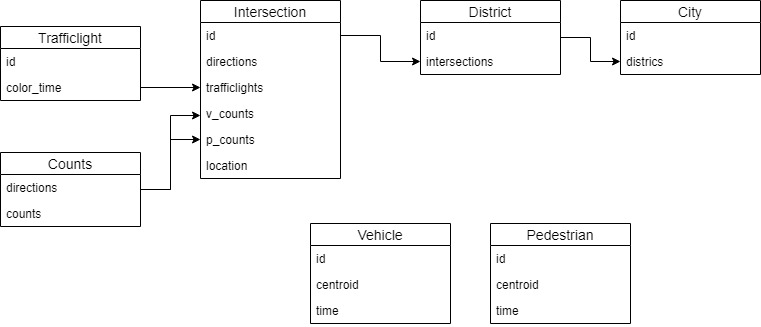 Trafficlight
id
color_time
Counts
directions
counts
Intersection
id
directions
trafficlights
v_counts
p_counts
location
District
id
intersections
City
id
districs
Vehicle
id
centroid
time
Pedestrian
id
centroid
time